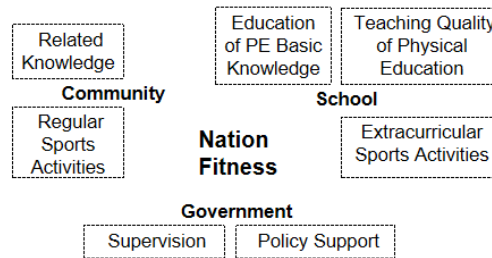 Related
Knowledge
Education
of PE Basic
Knowledge
Teaching Quality
of Physical
Education
Community
School
Regular
Sports
Activities
Nation
Fitness
Extracurricular
Sports Activities
Government
Supervision
Policy Support